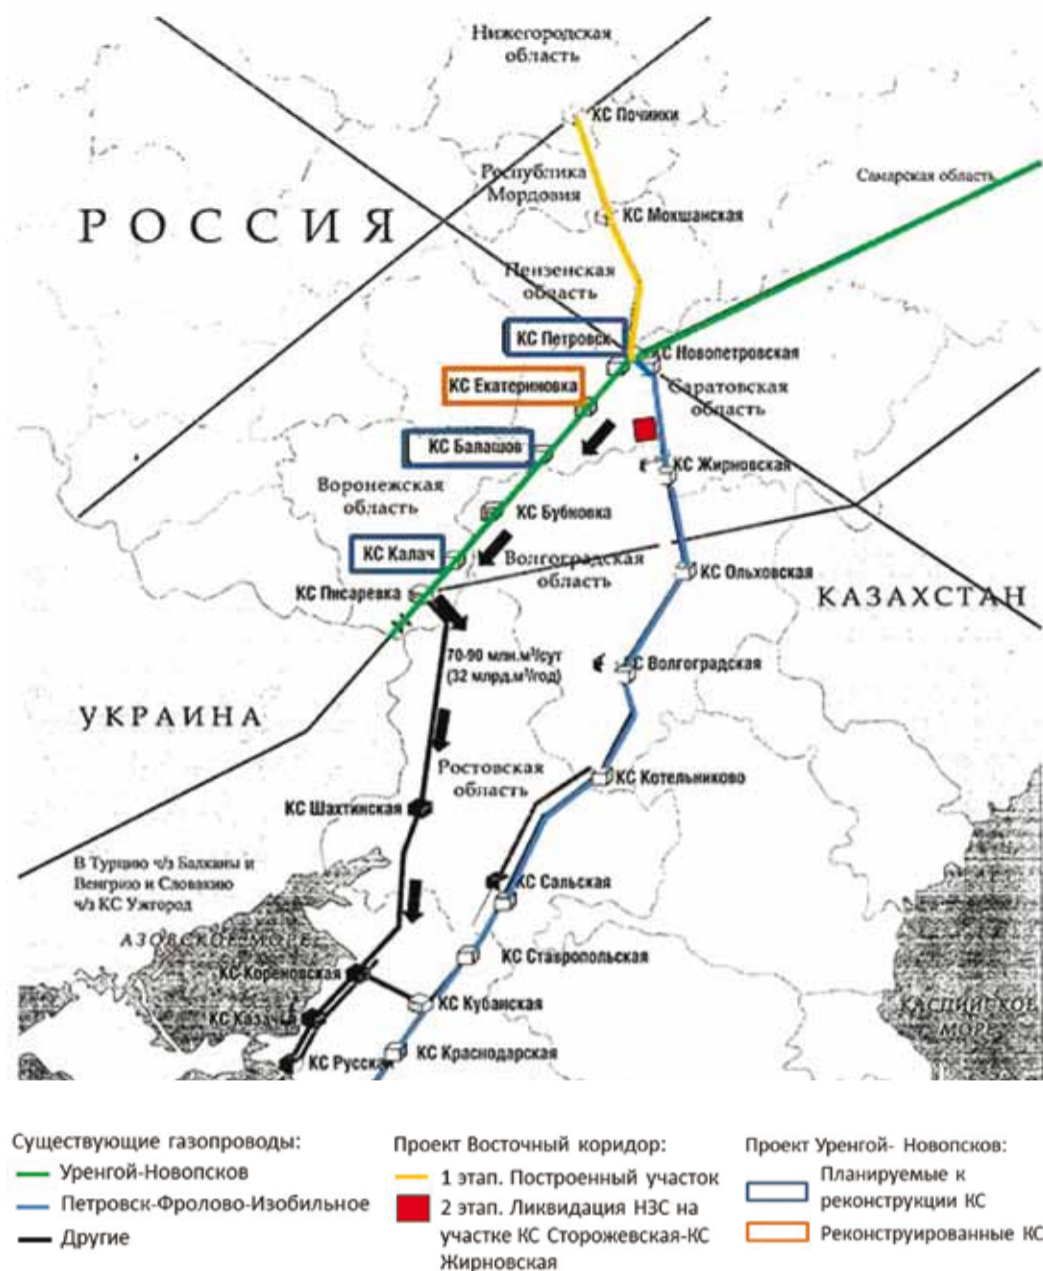 Нижегородская
область
КС Починки
Республика
Мордовия
Самарская область
РОССИЯ
КС Мокшанская
Пензенская
область
КС Петровск
КС Новопетровская
КС Екатериновка
Саратовская
область
КС Балашов
КС Жирновская
Воронежская
область
КС Бубновка
КС Калач
Волгоградская
область
КС Ольховская
КС Писаревка
КАЗАХСТАН
70-90 млн.м³/сут
(32 млрд.м³/год)
С Волгоградская
УКРАИНА
Ростовская
область
КС Котельниково
КС Шахтинская
В Турцию ч/з Балканы и
Венгрию и Словакию
ч/з КС Ужгород
КС Сальская
АЗОВСКОЕ МОРЕ
КС Ставропольская
КС Кореновская
КС Кубанская
КАСПИЙСКОЕ
МОРЕ
КС Казачья
КС Краснодарская
КС Русская
Существующие газопроводы:
Уренгой-Новопсков
Петровск-Фролово-Изобильное
Другие
Проект Восточный коридор:
1 этап. Построенный участок
2 этап. Ликвидация НЗС на
участке КС Сторожевская-КС
Жирновская
Проект Уренгой- Новопсков:
Планируемые к
реконструкции КС
Реконструированные КС